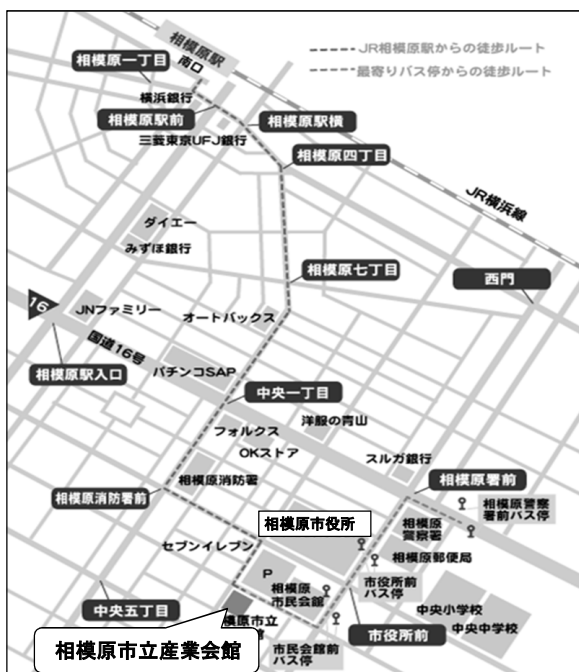 相模原駅
南口
JR相模原駅からの徒歩ルート
最寄りバス停からの徒歩ルート
相模原一丁目
横浜銀行
相模原駅前
相模原駅横
三菱東京UFJ銀行
相模原四丁目
JR横浜線
ダイエー
みずほ銀行
相模原七丁目
西門
16
JNファミリー
オートバックス
国道16号
相模原駅入口
パチンコSAP
中央一丁目
フォルクス
洋服の青山
OKストア
スルガ銀行
相模原消防署
相模原署前
相模原消防署前
相模原警察
署前バス停
相模原市役所
相模原
警察署
セブンイレブン
相模原郵便局
P
相模原
市民会館
市役所前
バス停
中央五丁目
中央小学校
模原市立
館
市役所前
中央中学校
相模原市立産業会館
市民会館前
バス停